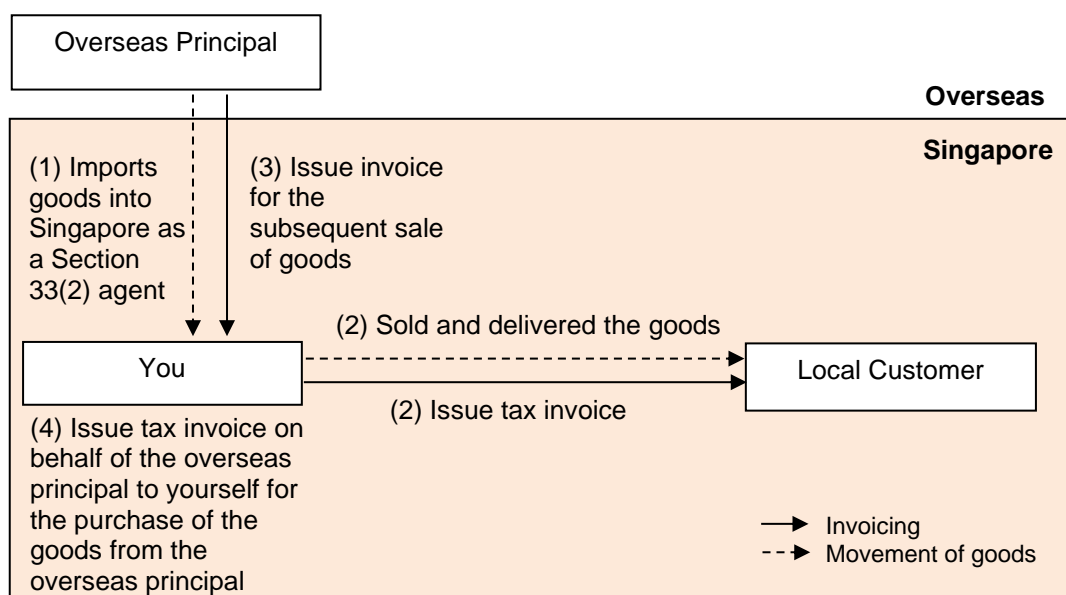 Overseas Principal
Overseas
Singapore
(1) Imports
goods into
Singapore as
a Section
33(2) agent
(3) Issue invoice
for the
subsequent sale
of goods
(2) Sold and delivered the goods
You
Local Customer
(2) Issue tax invoice
(4) Issue tax invoice on
behalf of the overseas
principal to yourself for
the purchase of the
goods from the
overseas principal
Invoicing
Movement of goods